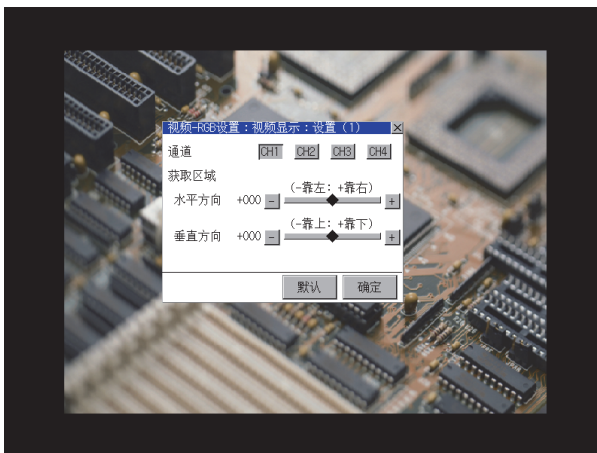 视频-RGB设置：视频显示：设置（1） ×
通道 CH1 CH2 CH3 CH4
获取区域
(-靠左：+靠右)
水平方向 +000 - +
(-靠上：+靠下)
垂直方向 +000 - +
默认 确定